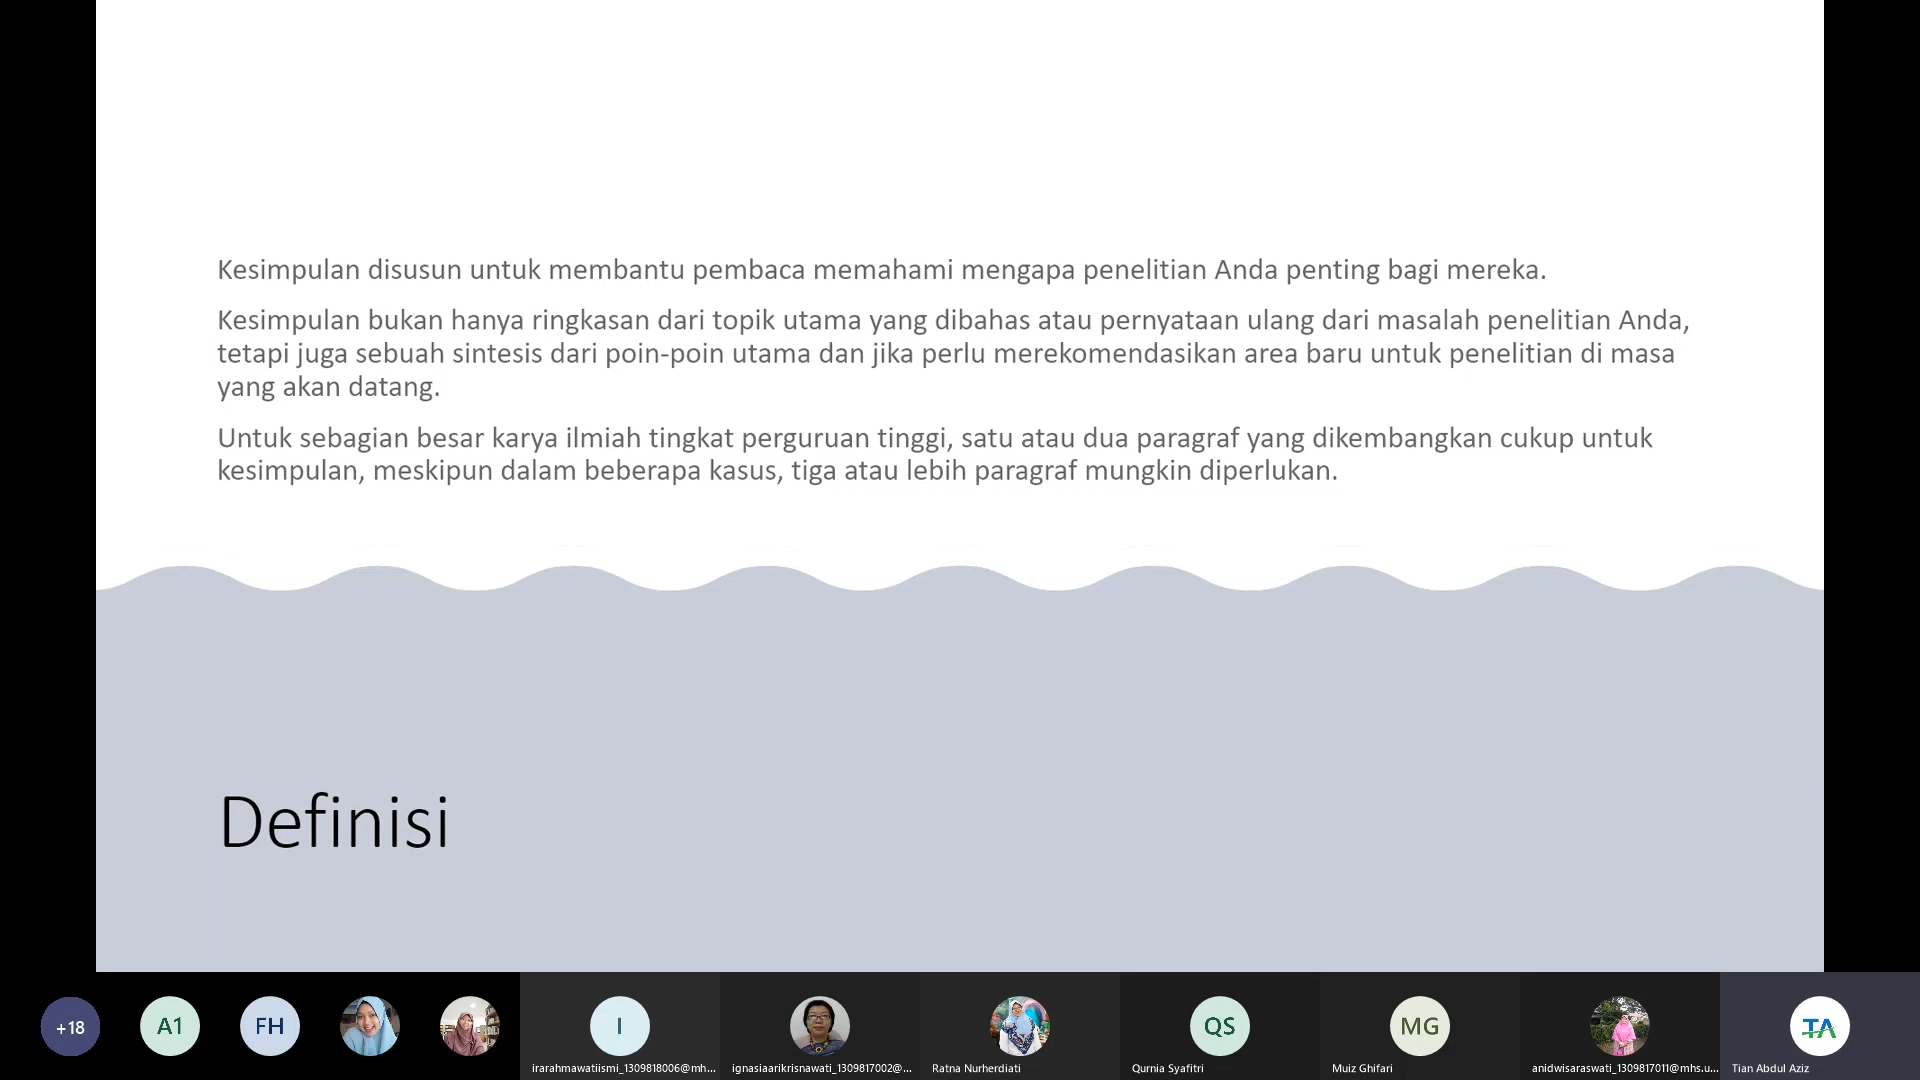 Kesimpulan disusun untuk membantu pembaca memahami mengapa penelitian Anda penting bagi mereka.
Kesimpulan bukan hanya ringkasan dari topik utama yang dibahas atau pernyataan ulang dari masalah penelitian Anda,
tetapi juga sebuah sintesis dari poin-poin utama dan jika perlu merekomendasikan area baru untuk penelitian di masa
yang akan datang.
Untuk sebagian besar karya ilmiah tingkat perguruan tinggi, satu atau dua paragraf yang dikembangkan cukup untuk
kesimpulan, meskipun dalam beberapa kasus, tiga atau lebih paragraf mungkin diperlukan.
Definisi
+18 A1 FH I QS MG TA
irarahmawatiismi_1309818006@mh... ignasiaarikrisnawati_1309817002@... Ratna Nurherdiati Qurnia Syafitri Muiz Ghifari anidwisaraswati_1309817011@mhs.u... Tian Abdul Aziz